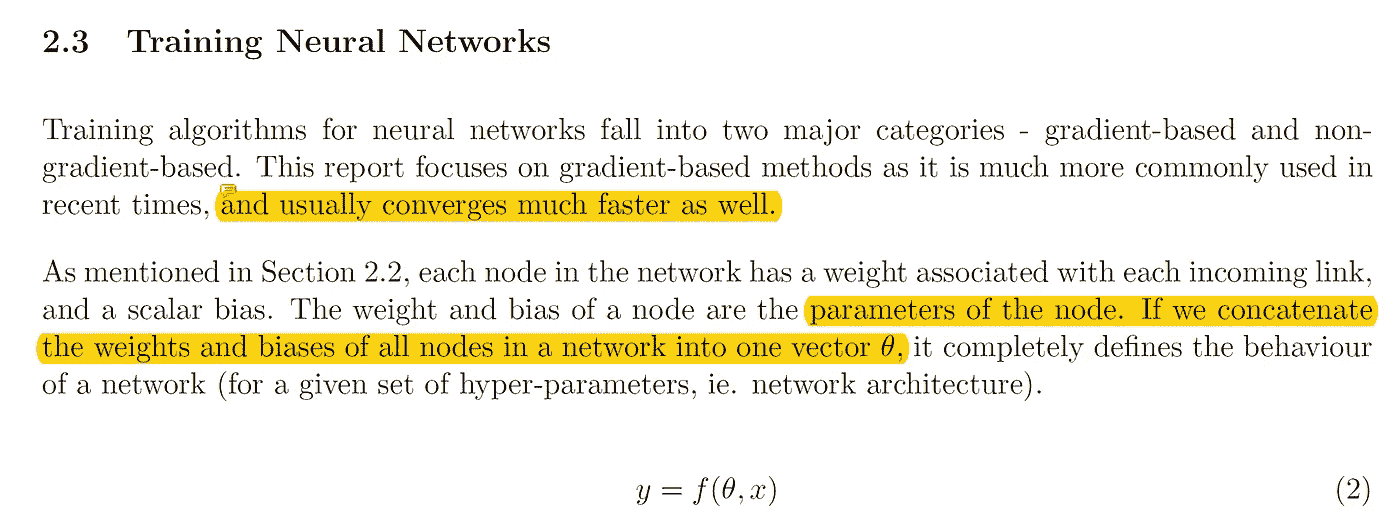 2.3 Training Neural Networks
Training algorithms for neural networks fall into two major categories - gradient-based and non-
gradient-based. This report focuses on gradient-based methods as it is much more commonly used in
recent times, and usually converges much faster as well.
As mentioned in Section 2.2, each node in the network has a weight associated with each incoming link,
and a scalar bias. The weight and bias of a node are the parameters of the node. If we concatenate
the weights and biases of all nodes in a network into one vector θ, it completely defines the behaviour
of a network (for a given set of hyper-parameters, ie. network architecture).
y = f(θ, x) (2)